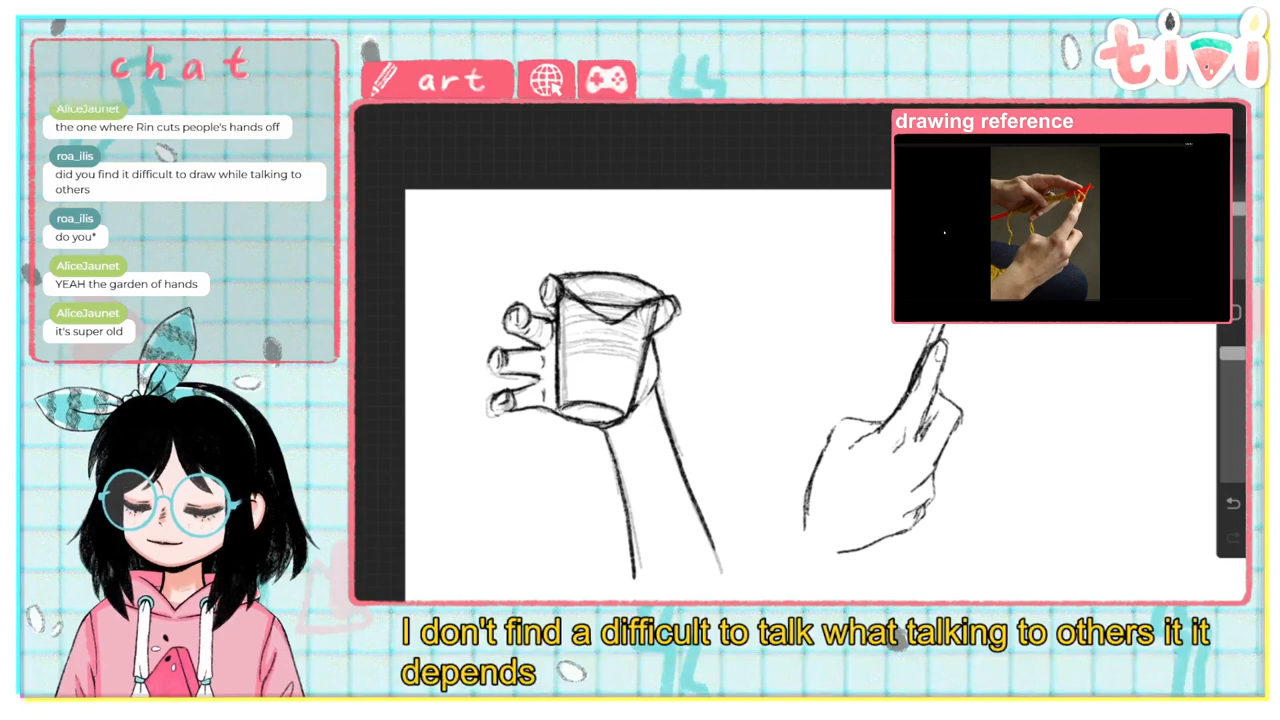 chat
AliceJaunet
the one where Rin cuts people's hands off
roa_ilis
did you find it difficult to draw while talking to
others
roa_ilis
do you*
AliceJaunet
YEAH the garden of hands
AliceJaunet
it's super old
art
tivi
drawing reference
I don't find a difficult to talk what talking to others it it
depends